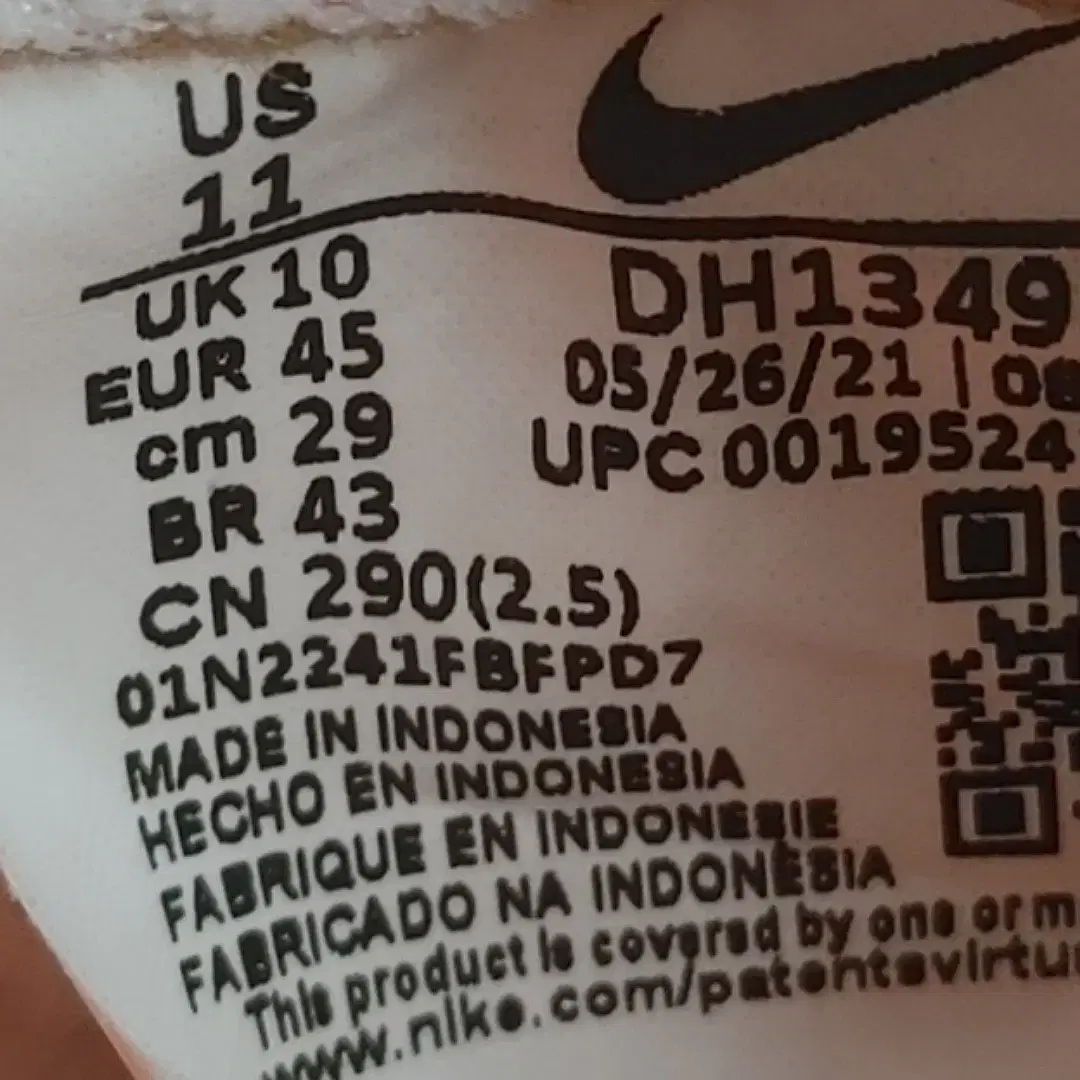 US
11
UK 10
EUR 45
cm 29
BR 43
CN 290(2.5)
01N2241FBFPD7
MADE IN INDONESIA
HECHO EN INDONESIA
FABRIQUE EN INDONESIE
FABRICADO NA INDONÉSIA
This product is covered by one or m
www.nike.com/patentsvirtu
DH1349
05/26/21 | 08
UPC 0019524